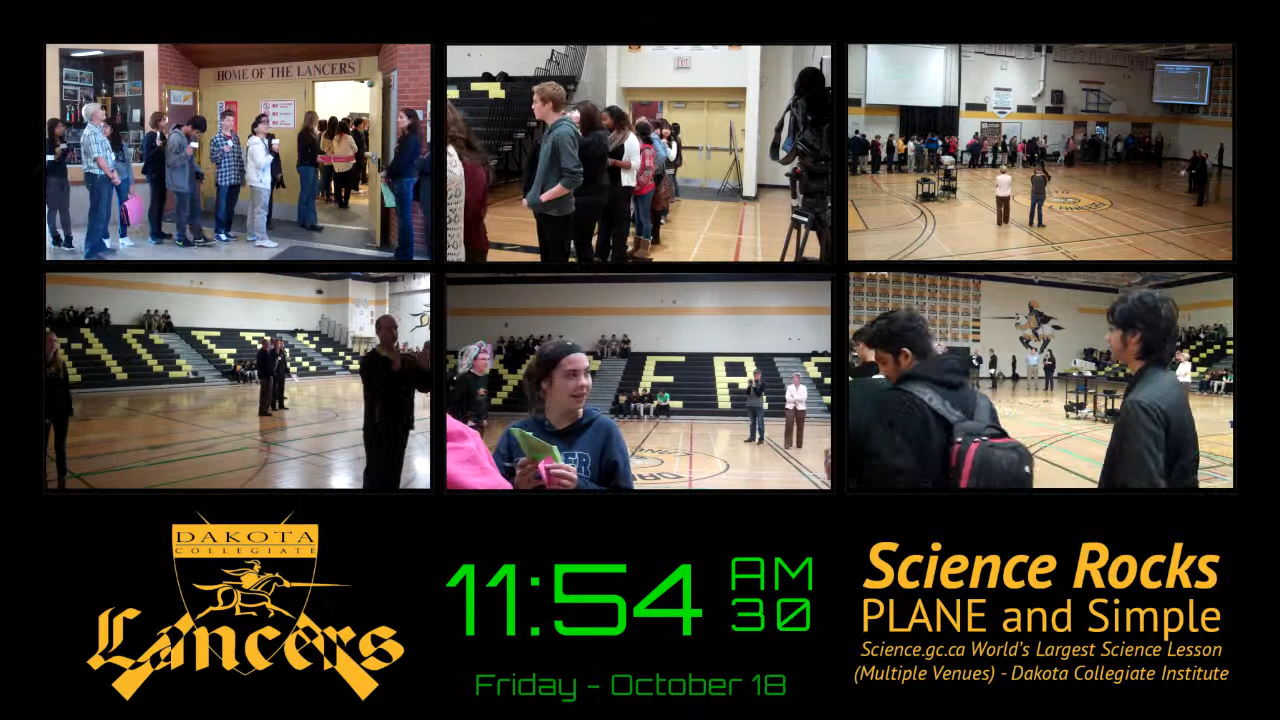 HOME OF THE LANCERS
EXIT
DAKOTA
COLLEGIATE
Lancers
11:54 AM
30
Friday - October 18
Science Rocks
PLANE and Simple
Science.gc.ca World's Largest Science Lesson
(Multiple Venues) - Dakota Collegiate Institute